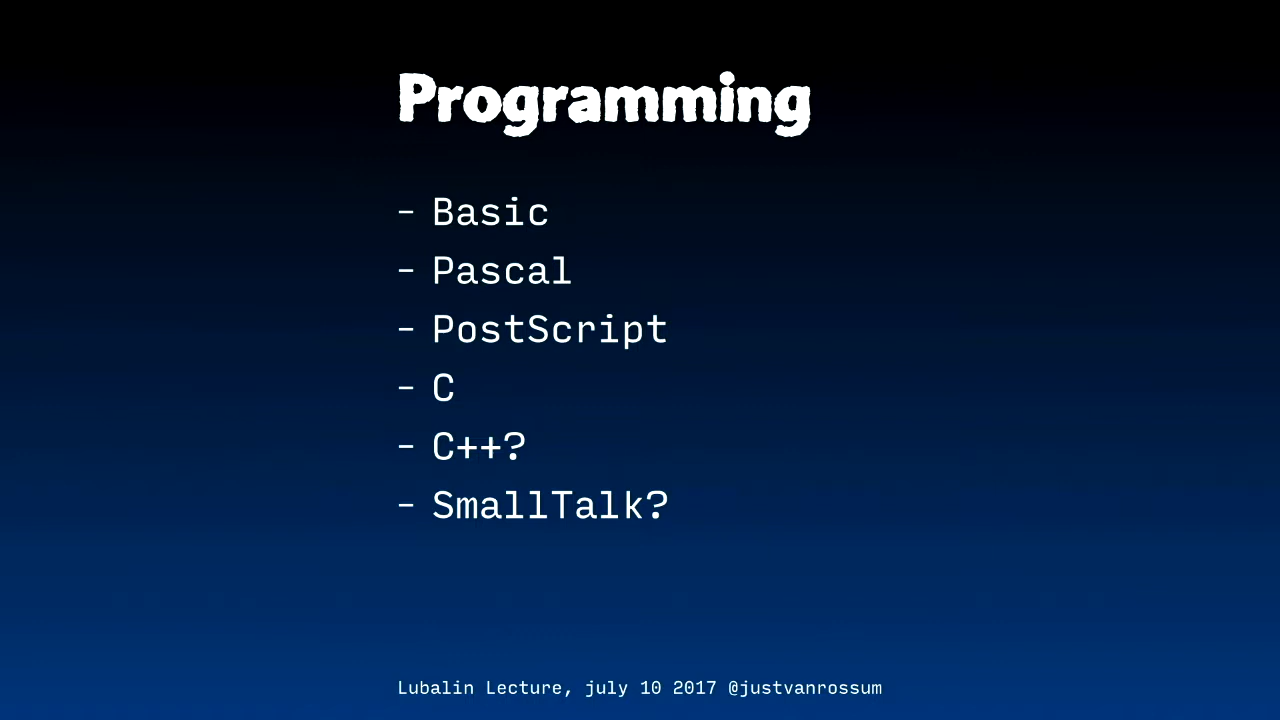 Programming
- Basic
- Pascal
- PostScript
- C
- C++?
- SmallTalk?
Lubalin Lecture, july 10 2017 @justvanrossum